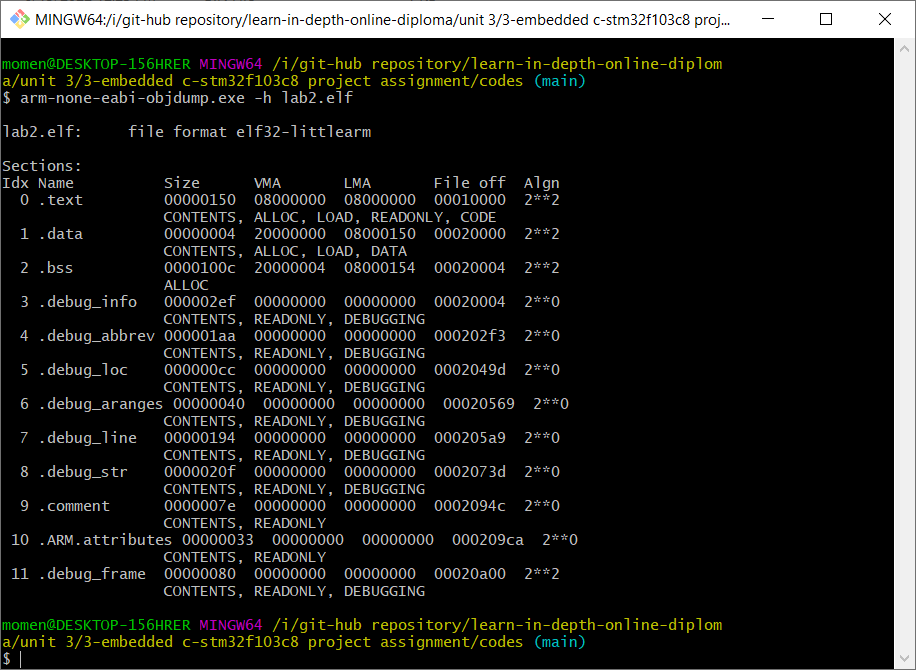 MINGW64:/i/git-hub repository/learn-in-depth-online-diploma/unit 3/3-embedded c-stm32f103c8 proj...
momen@DESKTOP-156HRER MINGW64 /i/git-hub repository/learn-in-depth-online-diplom
a/unit 3/3-embedded c-stm32f103c8 project assignment/codes (main)
$ arm-none-eabi-objdump.exe -h lab2.elf
lab2.elf:     file format elf32-littlearm
Sections:
Idx Name          Size      VMA       LMA       File off  Algn
  0 .text         00000150  08000000  08000000  00010000  2**2
                  CONTENTS, ALLOC, LOAD, READONLY, CODE
  1 .data         00000004  20000000  08000150  00020000  2**2
                  CONTENTS, ALLOC, LOAD, DATA
  2 .bss          0000100c  20000004  08000154  00020004  2**2
                  ALLOC
  3 .debug_info   000002ef  00000000  00000000  00020004  2**0
                  CONTENTS, READONLY, DEBUGGING
  4 .debug_abbrev 000001aa  00000000  00000000  000202f3  2**0
                  CONTENTS, READONLY, DEBUGGING
  5 .debug_loc    000000cc  00000000  00000000  0002049d  2**0
                  CONTENTS, READONLY, DEBUGGING
  6 .debug_aranges 00000040  00000000  00000000  00020569  2**0
                  CONTENTS, READONLY, DEBUGGING
  7 .debug_line   00000194  00000000  00000000  000205a9  2**0
                  CONTENTS, READONLY, DEBUGGING
  8 .debug_str    0000020f  00000000  00000000  0002073d  2**0
                  CONTENTS, READONLY, DEBUGGING
  9 .comment      0000007e  00000000  00000000  0002094c  2**0
                  CONTENTS, READONLY
 10 .ARM.attributes 00000033  00000000  00000000  000209ca  2**0
                  CONTENTS, READONLY
 11 .debug_frame  00000080  00000000  00000000  00020a00  2**2
                  CONTENTS, READONLY, DEBUGGING
momen@DESKTOP-156HRER MINGW64 /i/git-hub repository/learn-in-depth-online-diplom
a/unit 3/3-embedded c-stm32f103c8 project assignment/codes (main)
$